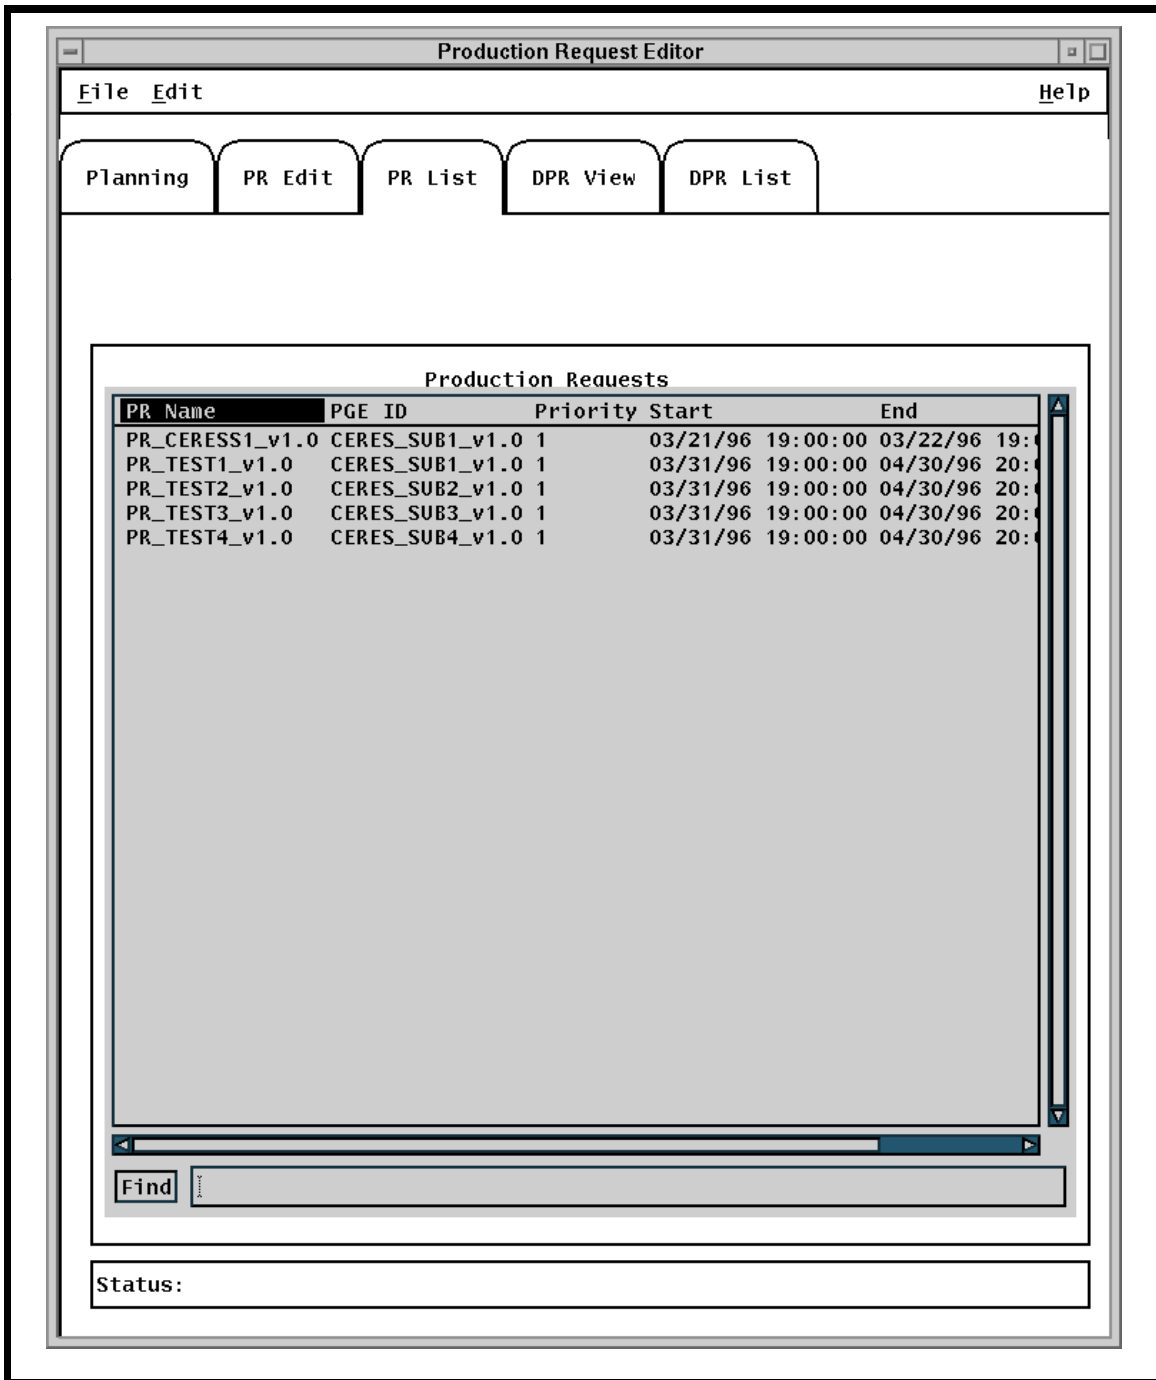 Production Request Editor
File Edit Help
Planning PR Edit PR List DPR View DPR List
Production Requests
PR Name PGE ID Priority Start End
PR_CERESS1_v1.0 CERES_SUB1_v1.0 1 03/21/96 19:00:00 03/22/96 19:
PR_TEST1_v1.0 CERES_SUB1_v1.0 1 03/31/96 19:00:00 04/30/96 20:
PR_TEST2_v1.0 CERES_SUB2_v1.0 1 03/31/96 19:00:00 04/30/96 20:
PR_TEST3_v1.0 CERES_SUB3_v1.0 1 03/31/96 19:00:00 04/30/96 20:
PR_TEST4_v1.0 CERES_SUB4_v1.0 1 03/31/96 19:00:00 04/30/96 20:
Find
Status: